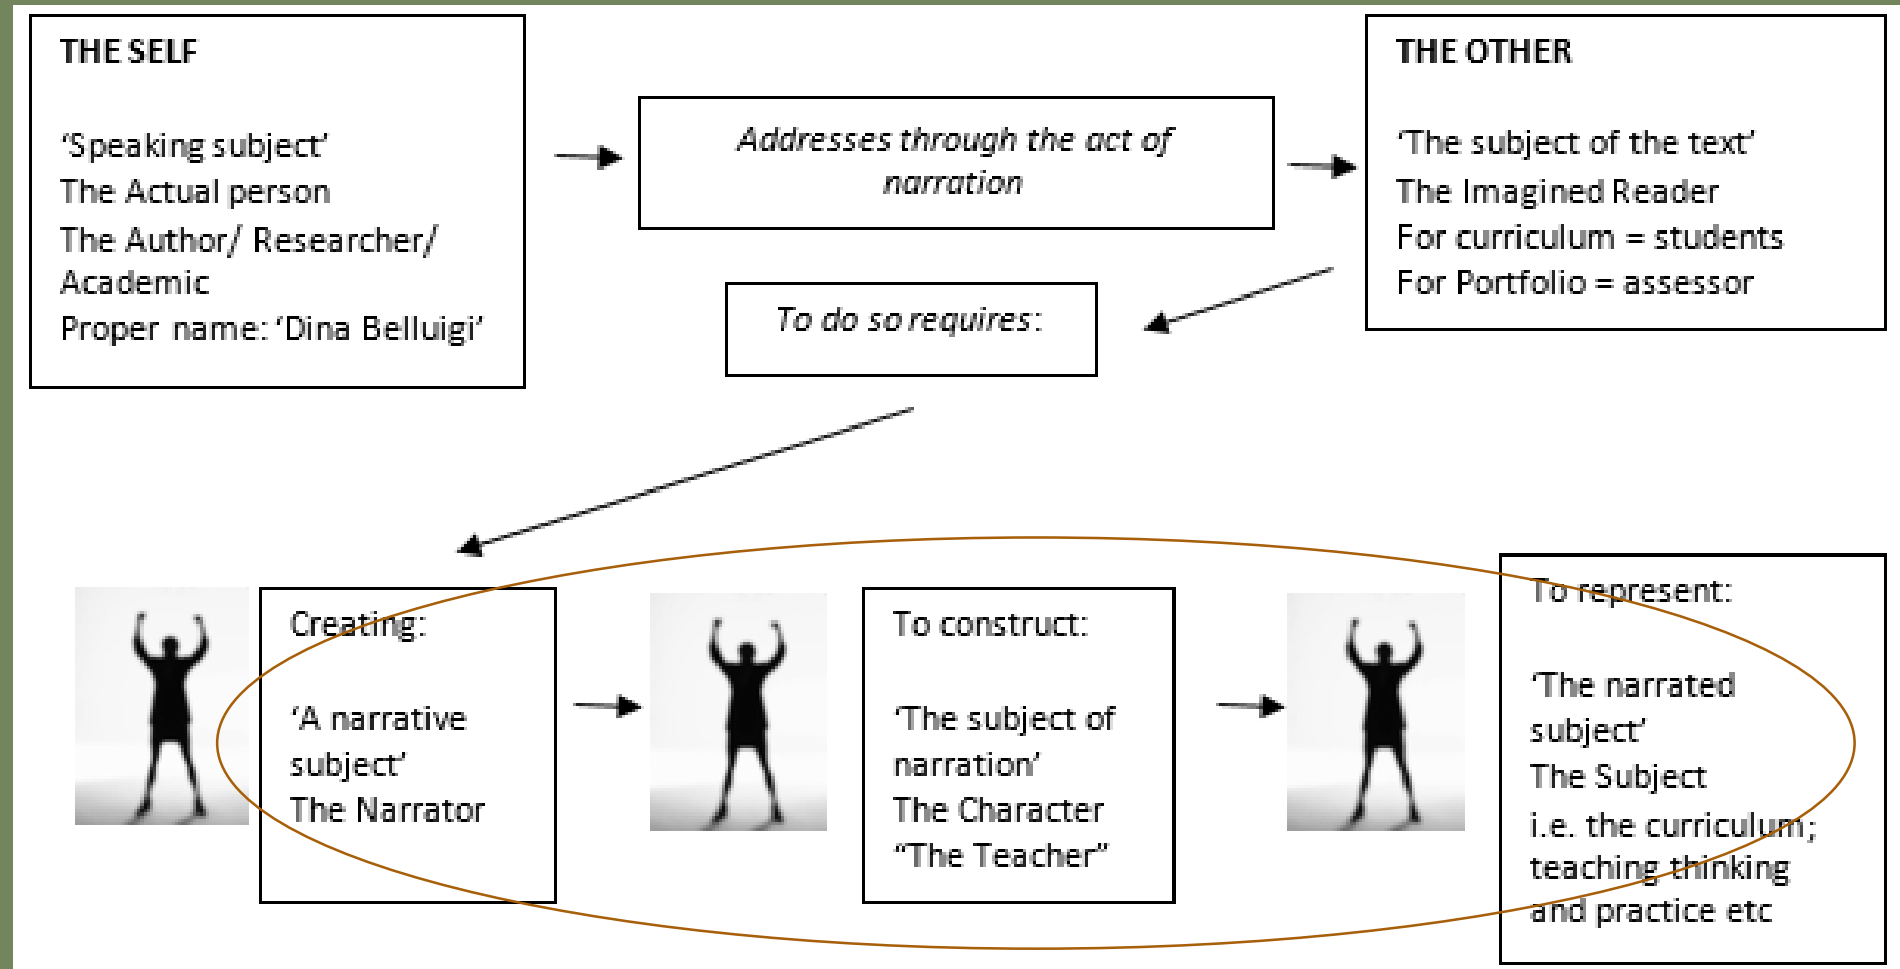 THE SELF
‘Speaking subject’
The Actual person
The Author/ Researcher/
Academic
Proper name: ‘Dina Belluigi’
Addresses through the act of
narration
THE OTHER
‘The subject of the text’
The Imagined Reader
For curriculum = students
For Portfolio = assessor
To do so requires:
Creating:
‘A narrative
subject’
The Narrator
To construct:
‘The subject of
narration’
The Character
“The Teacher”
To represent:
‘The narrated
subject’
The Subject
i.e. the curriculum;
teaching thinking
and practice etc